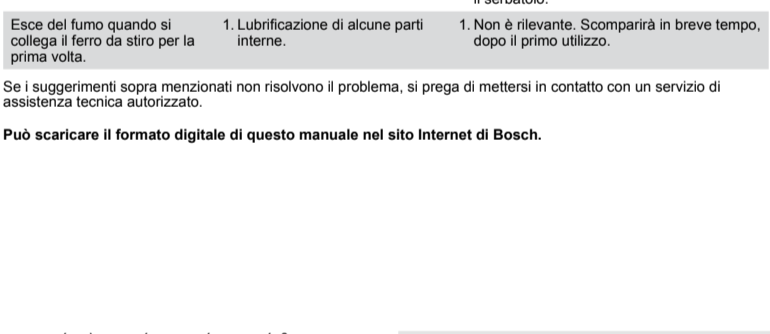 il serbatoio.
Esce del fumo quando si
collega il ferro da stiro per la
prima volta.
1. Lubrificazione di alcune parti
interne.
1. Non è rilevante. Scomparirà in breve tempo,
dopo il primo utilizzo.
Se i suggerimenti sopra menzionati non risolvono il problema, si prega di mettersi in contatto con un servizio di
assistenza tecnica autorizzato.
Può scaricare il formato digitale di questo manuale nel sito Internet di Bosch.